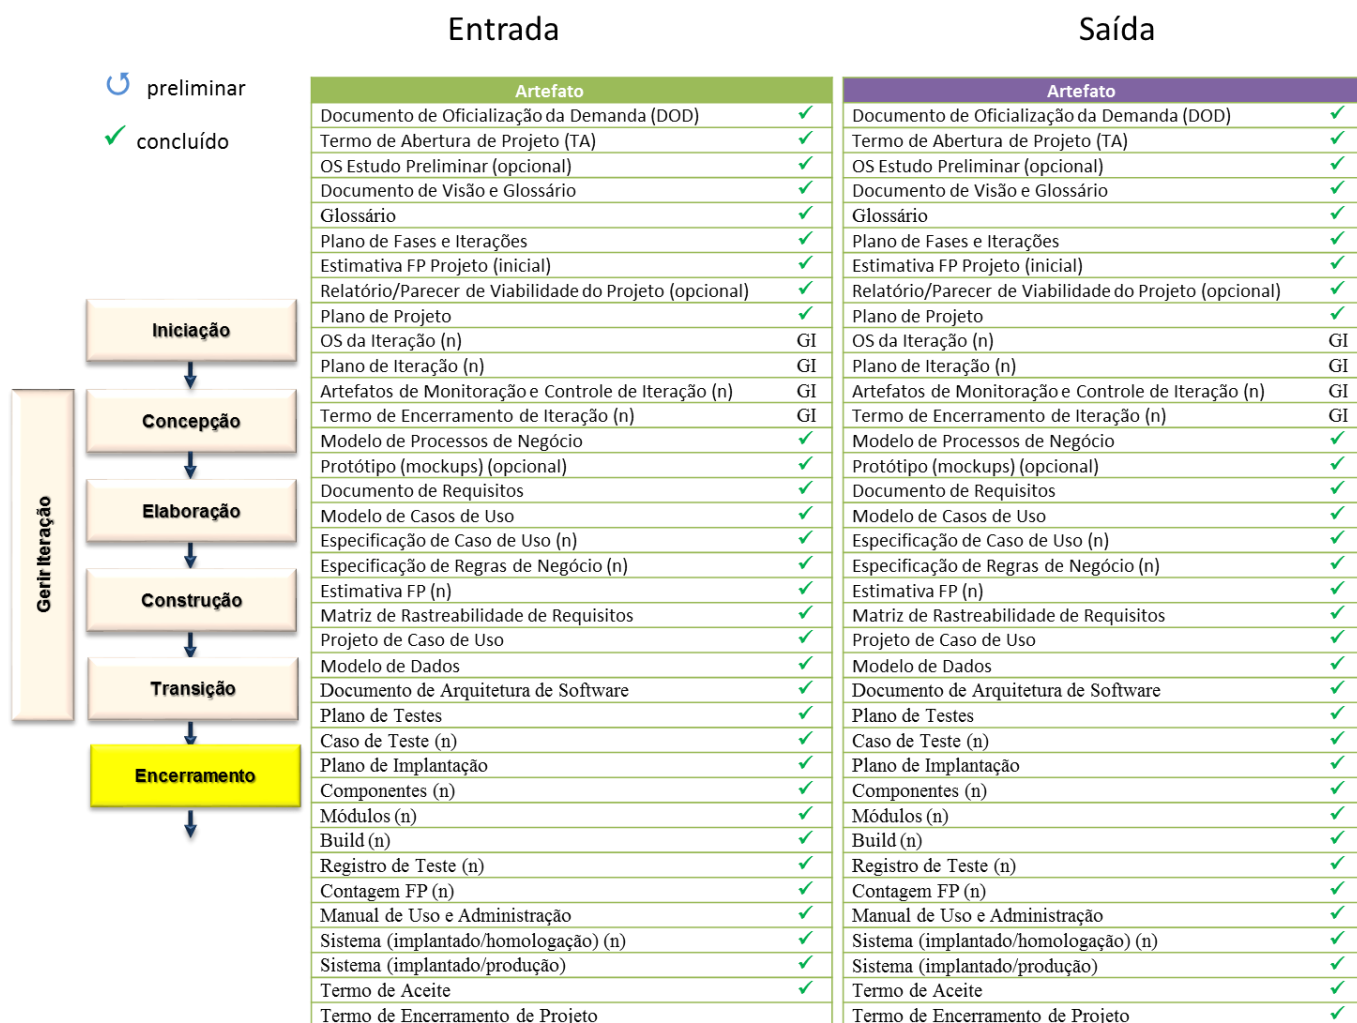 Entrada
Saída
preliminar
concluído
Iniciação
Concepção
Elaboração
Construção
Transição
Encerramento
Gerir Iteração
Artefato
Documento de Oficialização da Demanda (DOD)
Termo de Abertura de Projeto (TA)
OS Estudo Preliminar (opcional)
Documento de Visão e Glossário
Glossário
Plano de Fases e Iterações
Estimativa FP Projeto (inicial)
Relatório/Parecer de Viabilidade do Projeto (opcional)
Plano de Projeto
OS da Iteração (n) GI
Plano de Iteração (n) GI
Artefatos de Monitoração e Controle de Iteração (n) GI
Termo de Encerramento de Iteração (n) GI
Modelo de Processos de Negócio
Protótipo (mockups) (opcional)
Documento de Requisitos
Modelo de Casos de Uso
Especificação de Caso de Uso (n)
Especificação de Regras de Negócio (n)
Estimativa FP (n)
Matriz de Rastreabilidade de Requisitos
Projeto de Caso de Uso
Modelo de Dados
Documento de Arquitetura de Software
Plano de Testes
Caso de Teste (n)
Plano de Implantação
Componentes (n)
Módulos (n)
Build (n)
Registro de Teste (n)
Contagem FP (n)
Manual de Uso e Administração
Sistema (implantado/homologação) (n)
Sistema (implantado/produção)
Termo de Aceite
Termo de Encerramento de Projeto
Artefato
Documento de Oficialização da Demanda (DOD)
Termo de Abertura de Projeto (TA)
OS Estudo Preliminar (opcional)
Documento de Visão e Glossário
Glossário
Plano de Fases e Iterações
Estimativa FP Projeto (inicial)
Relatório/Parecer de Viabilidade do Projeto (opcional)
Plano de Projeto
OS da Iteração (n) GI
Plano de Iteração (n) GI
Artefatos de Monitoração e Controle de Iteração (n) GI
Termo de Encerramento de Iteração (n) GI
Modelo de Processos de Negócio
Protótipo (mockups) (opcional)
Documento de Requisitos
Modelo de Casos de Uso
Especificação de Caso de Uso (n)
Especificação de Regras de Negócio (n)
Estimativa FP (n)
Matriz de Rastreabilidade de Requisitos
Projeto de Caso de Uso
Modelo de Dados
Documento de Arquitetura de Software
Plano de Testes
Caso de Teste (n)
Plano de Implantação
Componentes (n)
Módulos (n)
Build (n)
Registro de Teste (n)
Contagem FP (n)
Manual de Uso e Administração
Sistema (implantado/homologação) (n)
Sistema (implantado/produção)
Termo de Aceite
Termo de Encerramento de Projeto